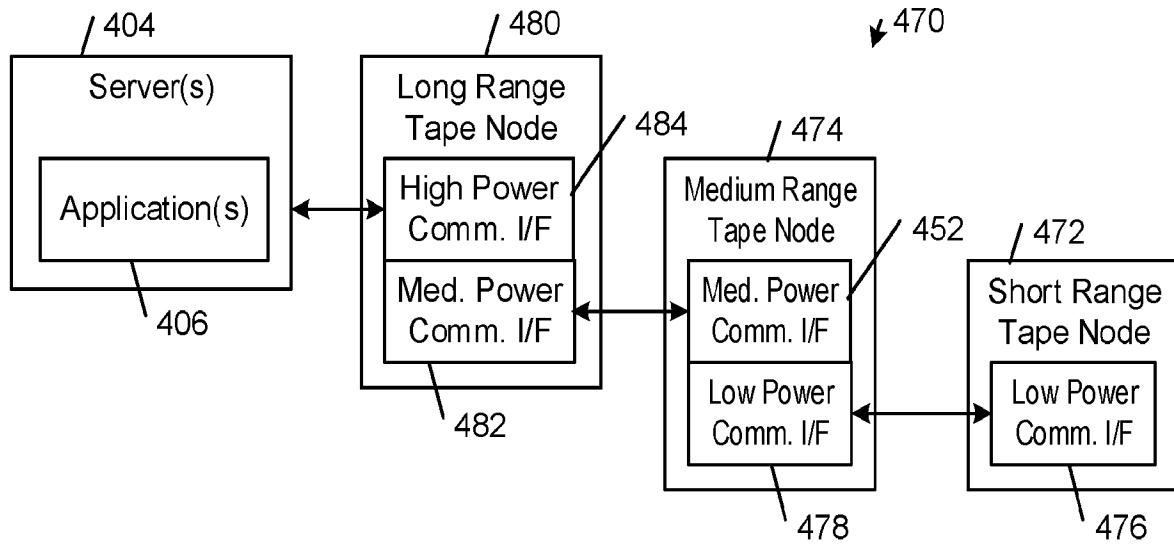 404
Server(s)
Application(s)
406
480
Long Range
Tape Node
484
High Power
Comm. I/F
Med. Power
Comm. I/F
482
470
474
Medium Range
Tape Node
452
Med. Power
Comm. I/F
Low Power
Comm. I/F
478
472
Short Range
Tape Node
Low Power
Comm. I/F
476